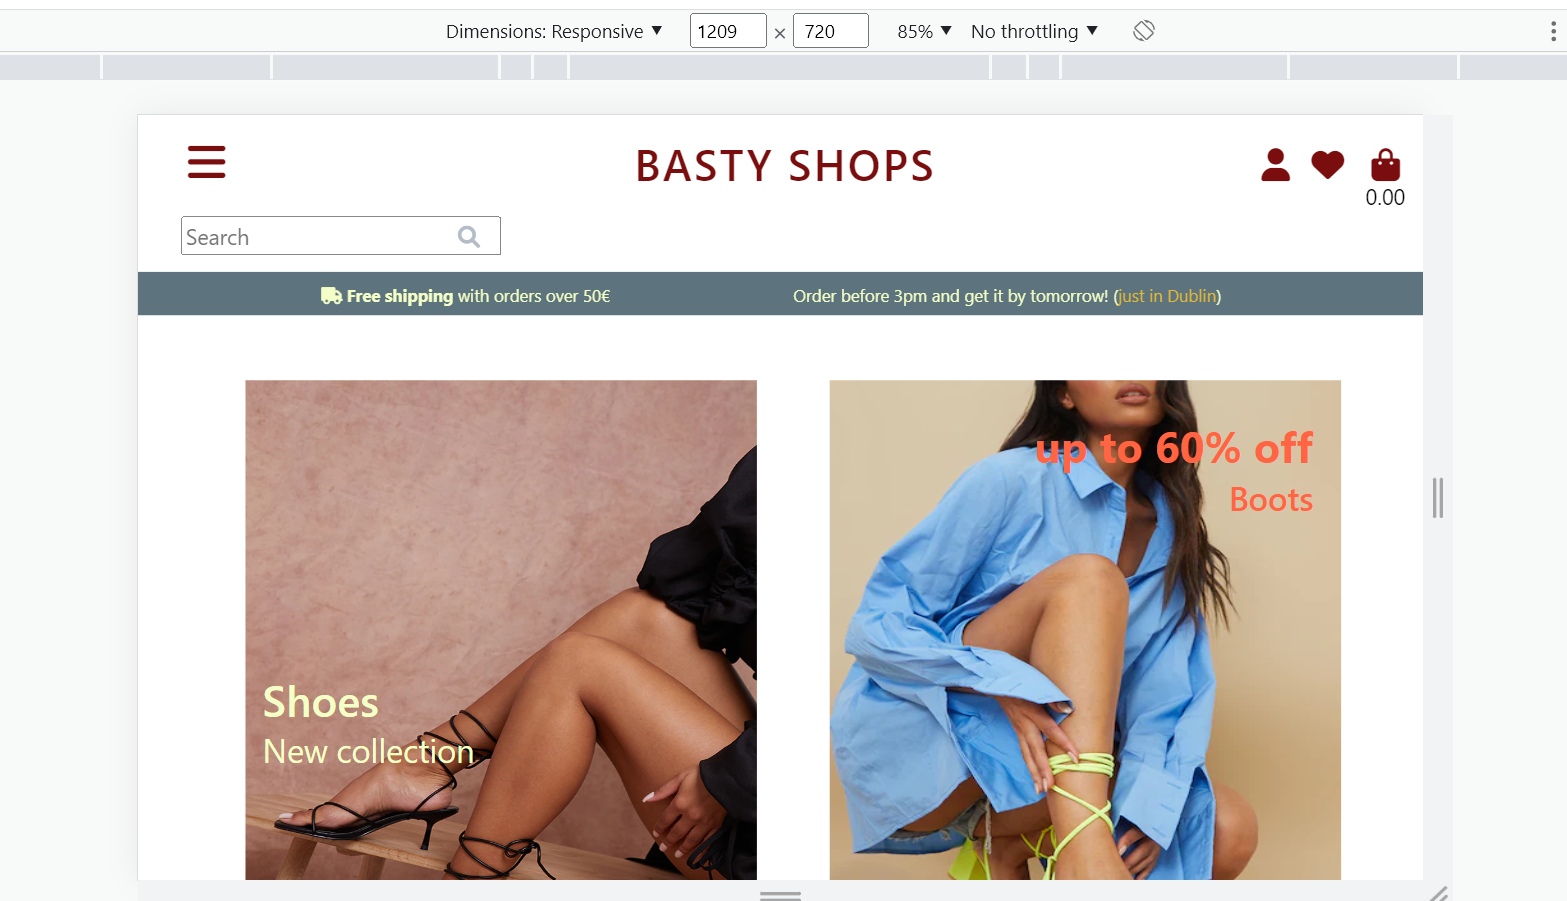 Dimensions: Responsive ▼ 1209 × 720 85% ▼ No throttling ▼
BASTY SHOPS
0.00
Search
Free shipping with orders over 50€
Order before 3pm and get it by tomorrow! (just in Dublin)
up to 60% off
Boots
Shoes
New collection